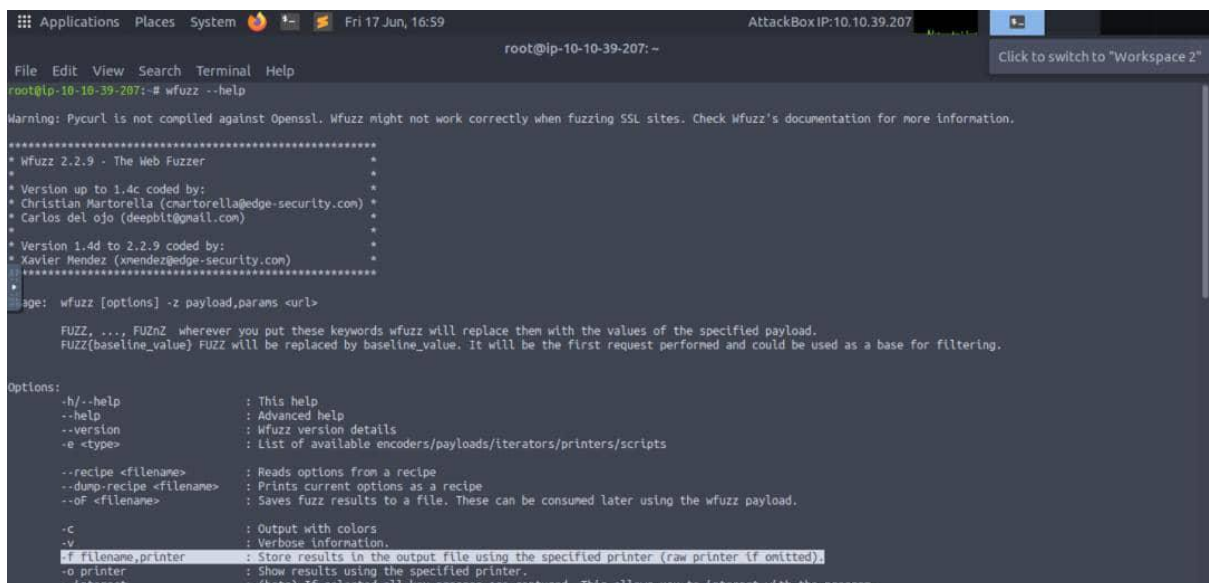 Applications Places System Fri 17 Jun, 16:59 AttackBox IP:10.10.39.207
root@ip-10-10-39-207: ~
Click to switch to "Workspace 2"
File Edit View Search Terminal Help
root@ip-10-10-39-207:~# wfuzz --help
Warning: Pycurl is not compiled against Openssl. Wfuzz might not work correctly when fuzzing SSL sites. Check Wfuzz's documentation for more information.
********************************************************
* Wfuzz 2.2.9 - The Web Fuzzer *
* *
* Version up to 1.4c coded by: *
* Christian Martorella (cmartorella@edge-security.com) *
* Carlos del ojo (deepbit@gmail.com) *
* *
* Version 1.4d to 2.2.9 coded by: *
* Xavier Mendez (xmendez@edge-security.com) *
********************************************************
age: wfuzz [options] -z payload,params <url>
FUZZ, ..., FUZnZ wherever you put these keywords wfuzz will replace them with the values of the specified payload.
FUZZ{baseline_value} FUZZ will be replaced by baseline_value. It will be the first request performed and could be used as a base for filtering.
Options:
-h/--help : This help
--help : Advanced help
--version : Wfuzz version details
-e <type> : List of available encoders/payloads/iterators/printers/scripts
--recipe <filename> : Reads options from a recipe
--dump-recipe <filename> : Prints current options as a recipe
--oF <filename> : Saves fuzz results to a file. These can be consumed later using the wfuzz payload.
-c : Output with colors
-v : Verbose information.
-f filename,printer : Store results in the output file using the specified printer (raw printer if omitted).
-o printer : Show results using the specified printer.